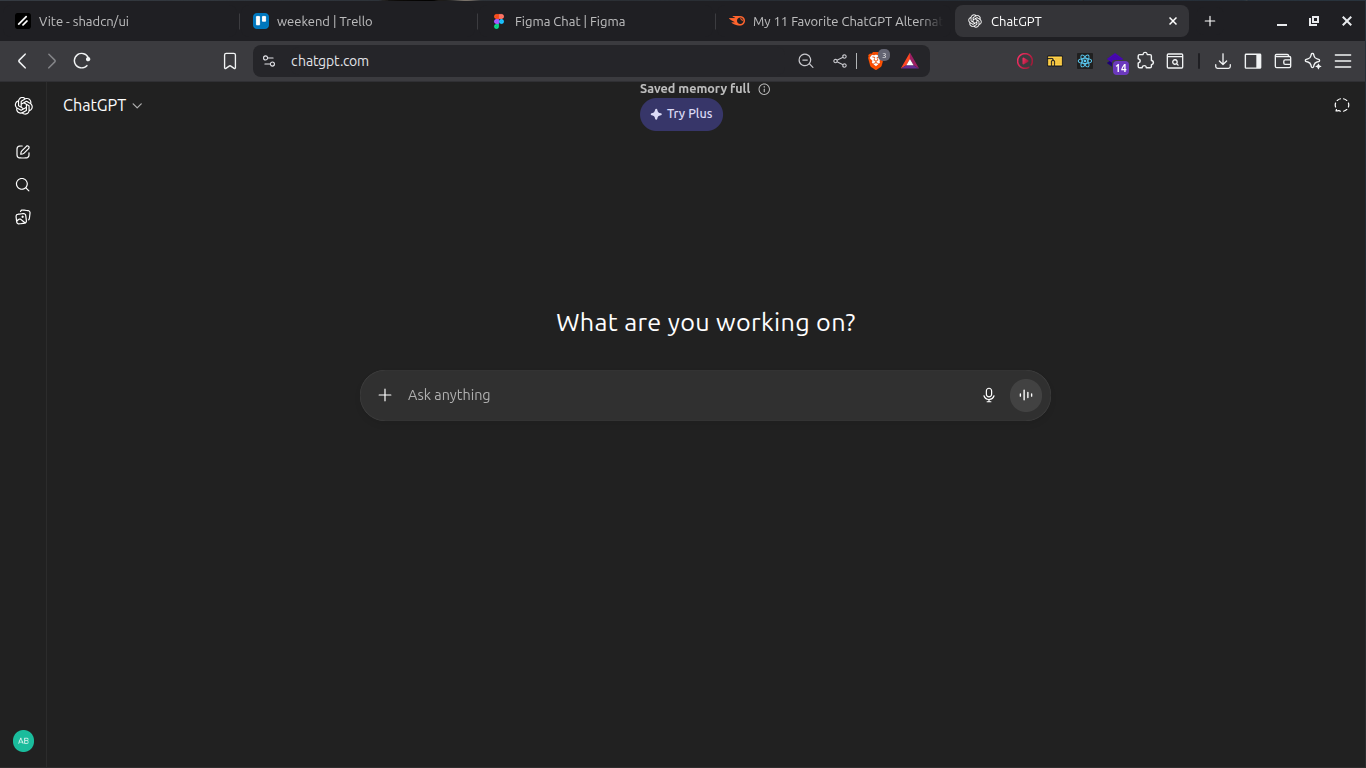 Vite - shadcn/ui
weekend | Trello
Figma Chat | Figma
My 11 Favorite ChatGPT Alternat
ChatGPT
chatgpt.com
3
14
ChatGPT
Saved memory full
Try Plus
What are you working on?
Ask anything
AB